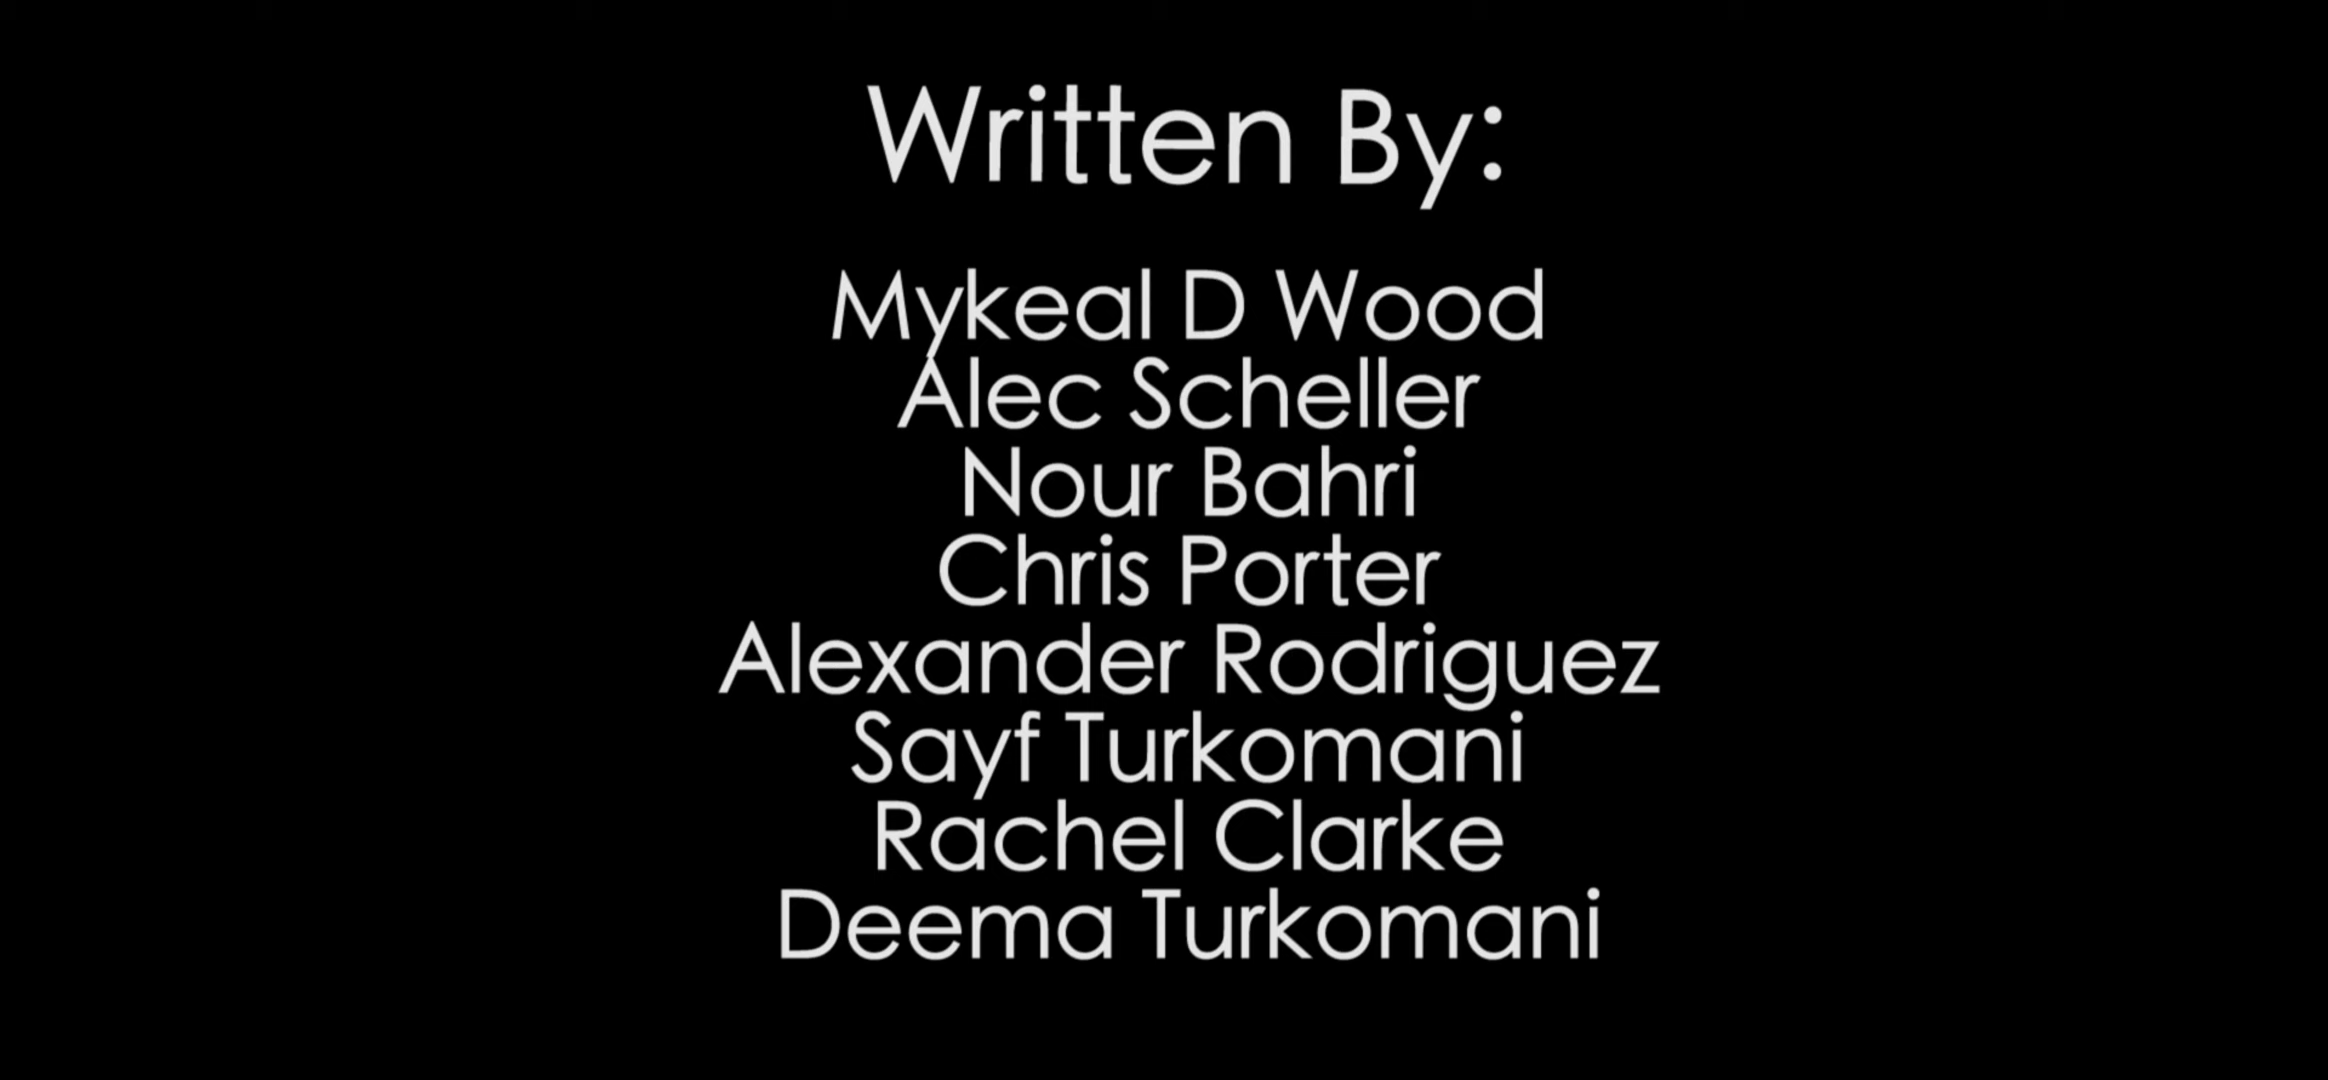 Written By:
Mykeal D Wood
Alec Scheller
Nour Bahri
Chris Porter
Alexander Rodriguez
Sayf Turkomani
Rachel Clarke
Deema Turkomani